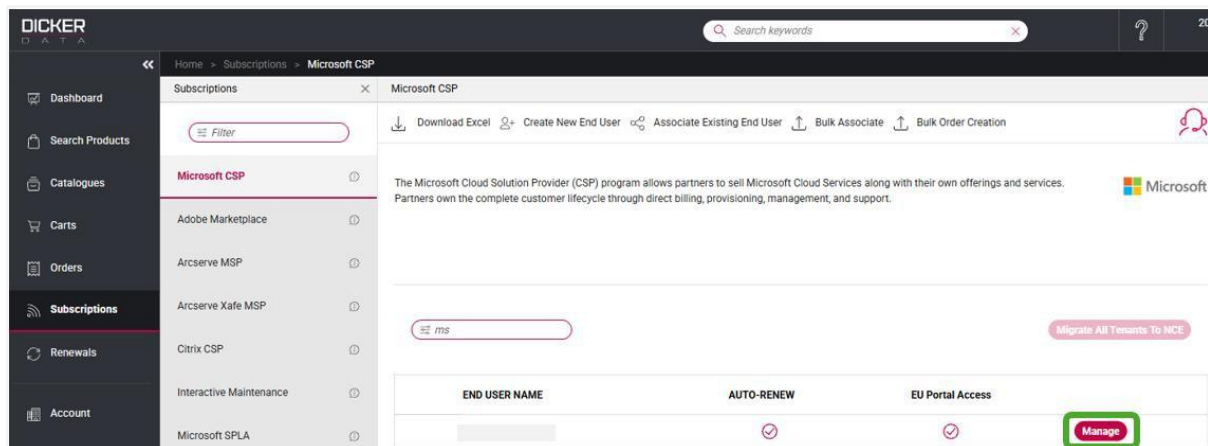 DICKER
DATA
Search keywords
20
Home > Subscriptions > Microsoft CSP
Dashboard
Search Products
Catalogues
Carts
Orders
Subscriptions
Renewals
Account
Subscriptions
Filter
Microsoft CSP
Adobe Marketplace
Arcserve MSP
Arcserve Xafe MSP
Citrix CSP
Interactive Maintenance
Microsoft SPLA
Microsoft CSP
Download Excel Create New End User Associate Existing End User Bulk Associate Bulk Order Creation
The Microsoft Cloud Solution Provider (CSP) program allows partners to sell Microsoft Cloud Services along with their own offerings and services.
Partners own the complete customer lifecycle through direct billing, provisioning, management, and support.
Microsoft
ms
Migrate All Tenants To NCE
END USER NAME AUTO-RENEW EU Portal Access
Manage